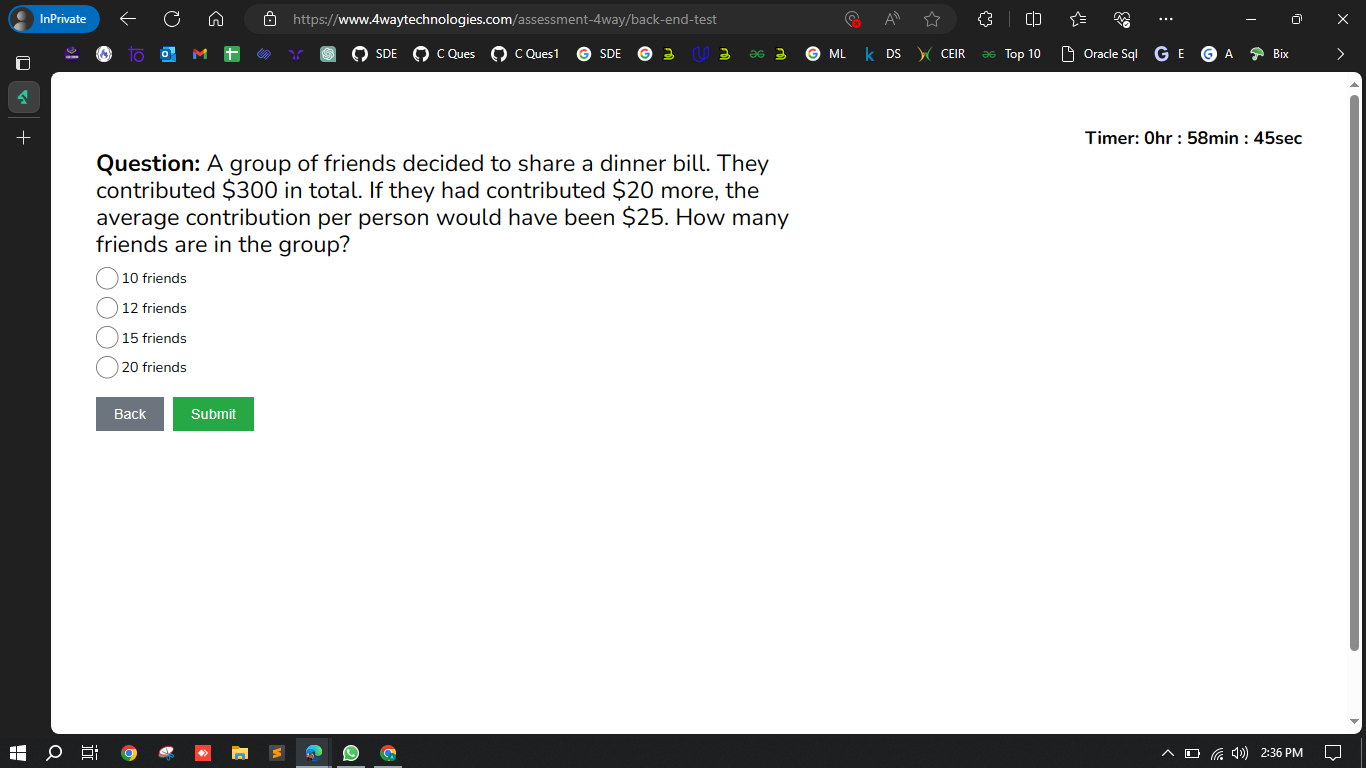 InPrivate
https://www.4waytechnologies.com/assessment-4way/back-end-test
SDE
C Ques
C Ques1
SDE
ML
DS
CEIR
Top 10
Oracle Sql
E
A
Bix
Timer: 0hr : 58min : 45sec
Question: A group of friends decided to share a dinner bill. They
contributed $300 in total. If they had contributed $20 more, the
average contribution per person would have been $25. How many
friends are in the group?
10 friends
12 friends
15 friends
20 friends
Back
Submit
2:36 PM